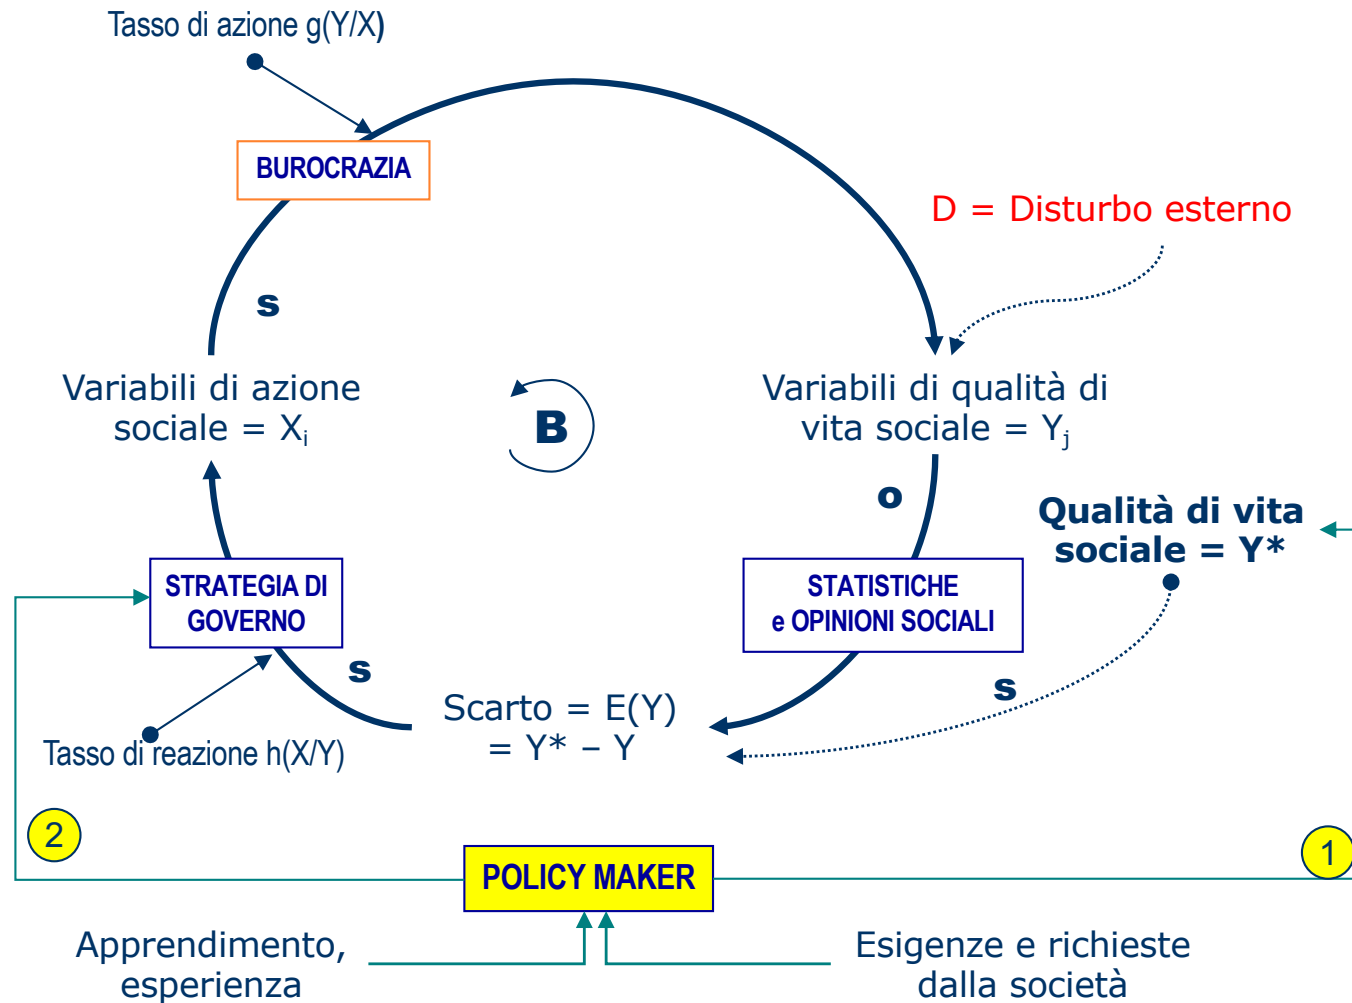 Tasso di azione g(Y/X)
BUROCRAZIA
D = Disturbo esterno
s
Variabili di azione
sociale = Xi
B
Variabili di qualità di
vita sociale = Yj
o
Qualità di vita
sociale = Y*
STRATEGIA DI
GOVERNO
STATISTICHE
e OPINIONI SOCIALI
s
s
Scarto = E(Y)
= Y* – Y
Tasso di reazione h(X/Y)
2
POLICY MAKER
1
Apprendimento,
esperienza
Esigenze e richieste
dalla società